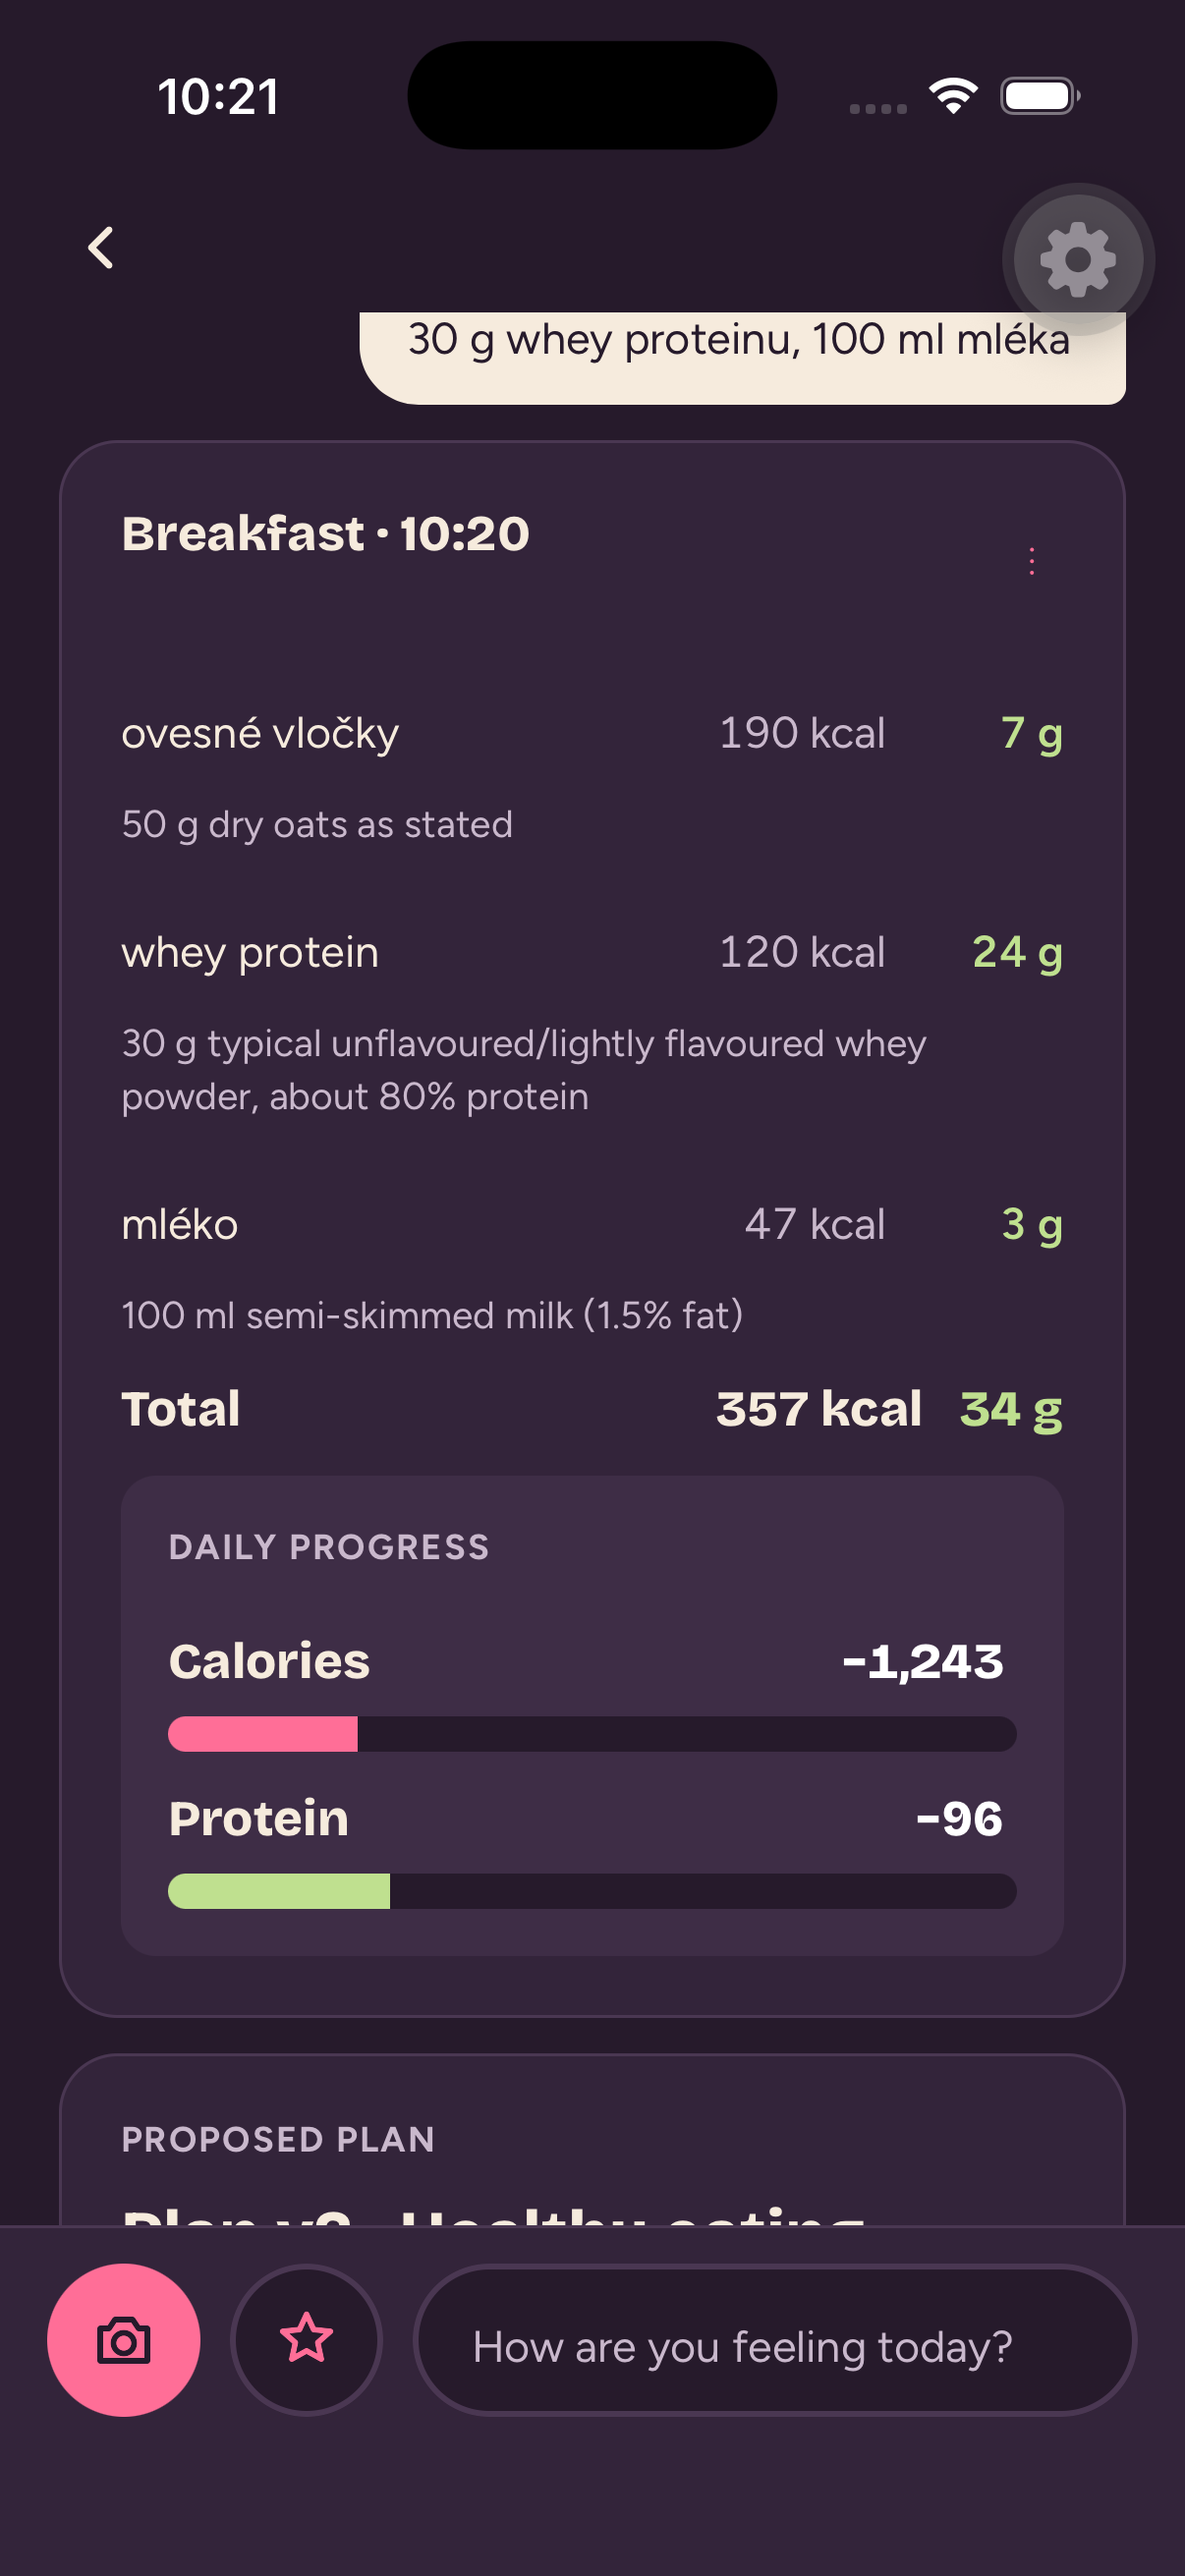 10:21
30 g whey proteinu, 100 ml mléka
Breakfast · 10:20
ovesné vločky 190 kcal 7 g
50 g dry oats as stated
whey protein 120 kcal 24 g
30 g typical unflavoured/lightly flavoured whey
powder, about 80% protein
mléko 47 kcal 3 g
100 ml semi-skimmed milk (1.5% fat)
Total 357 kcal 34 g
DAILY PROGRESS
Calories −1,243
Protein −96
PROPOSED PLAN
How are you feeling today?